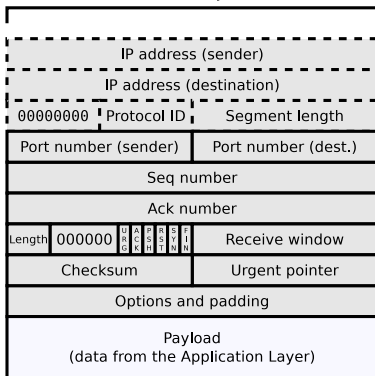 IP address (sender)
IP address (destination)
00000000 Protocol ID Segment length
Port number (sender) Port number (dest.)
Seq number
Ack number
Length 000000 URG ACK PSH RST SYN FIN Receive window
Checksum Urgent pointer
Options and padding
Payload
(data from the Application Layer)